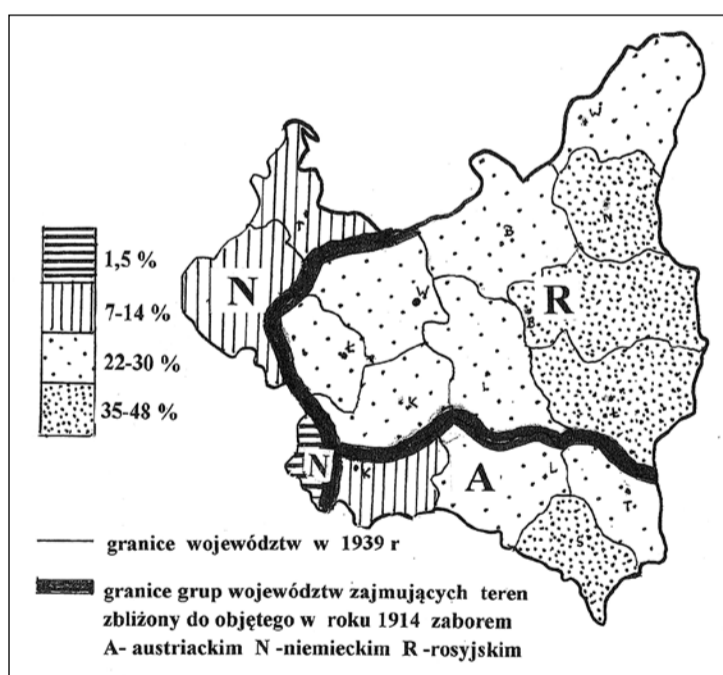 W
T
N
B
N
R
W
B
Ł
K
L
Ł
N
K
A
L
T
S
1,5 %
7-14 %
22-30 %
35-48 %
granice województw w 1939 r
granice grup województw zajmujących teren
zbliżony do objętego w roku 1914 zaborem
A- austriackim N -niemieckim R -rosyjskim